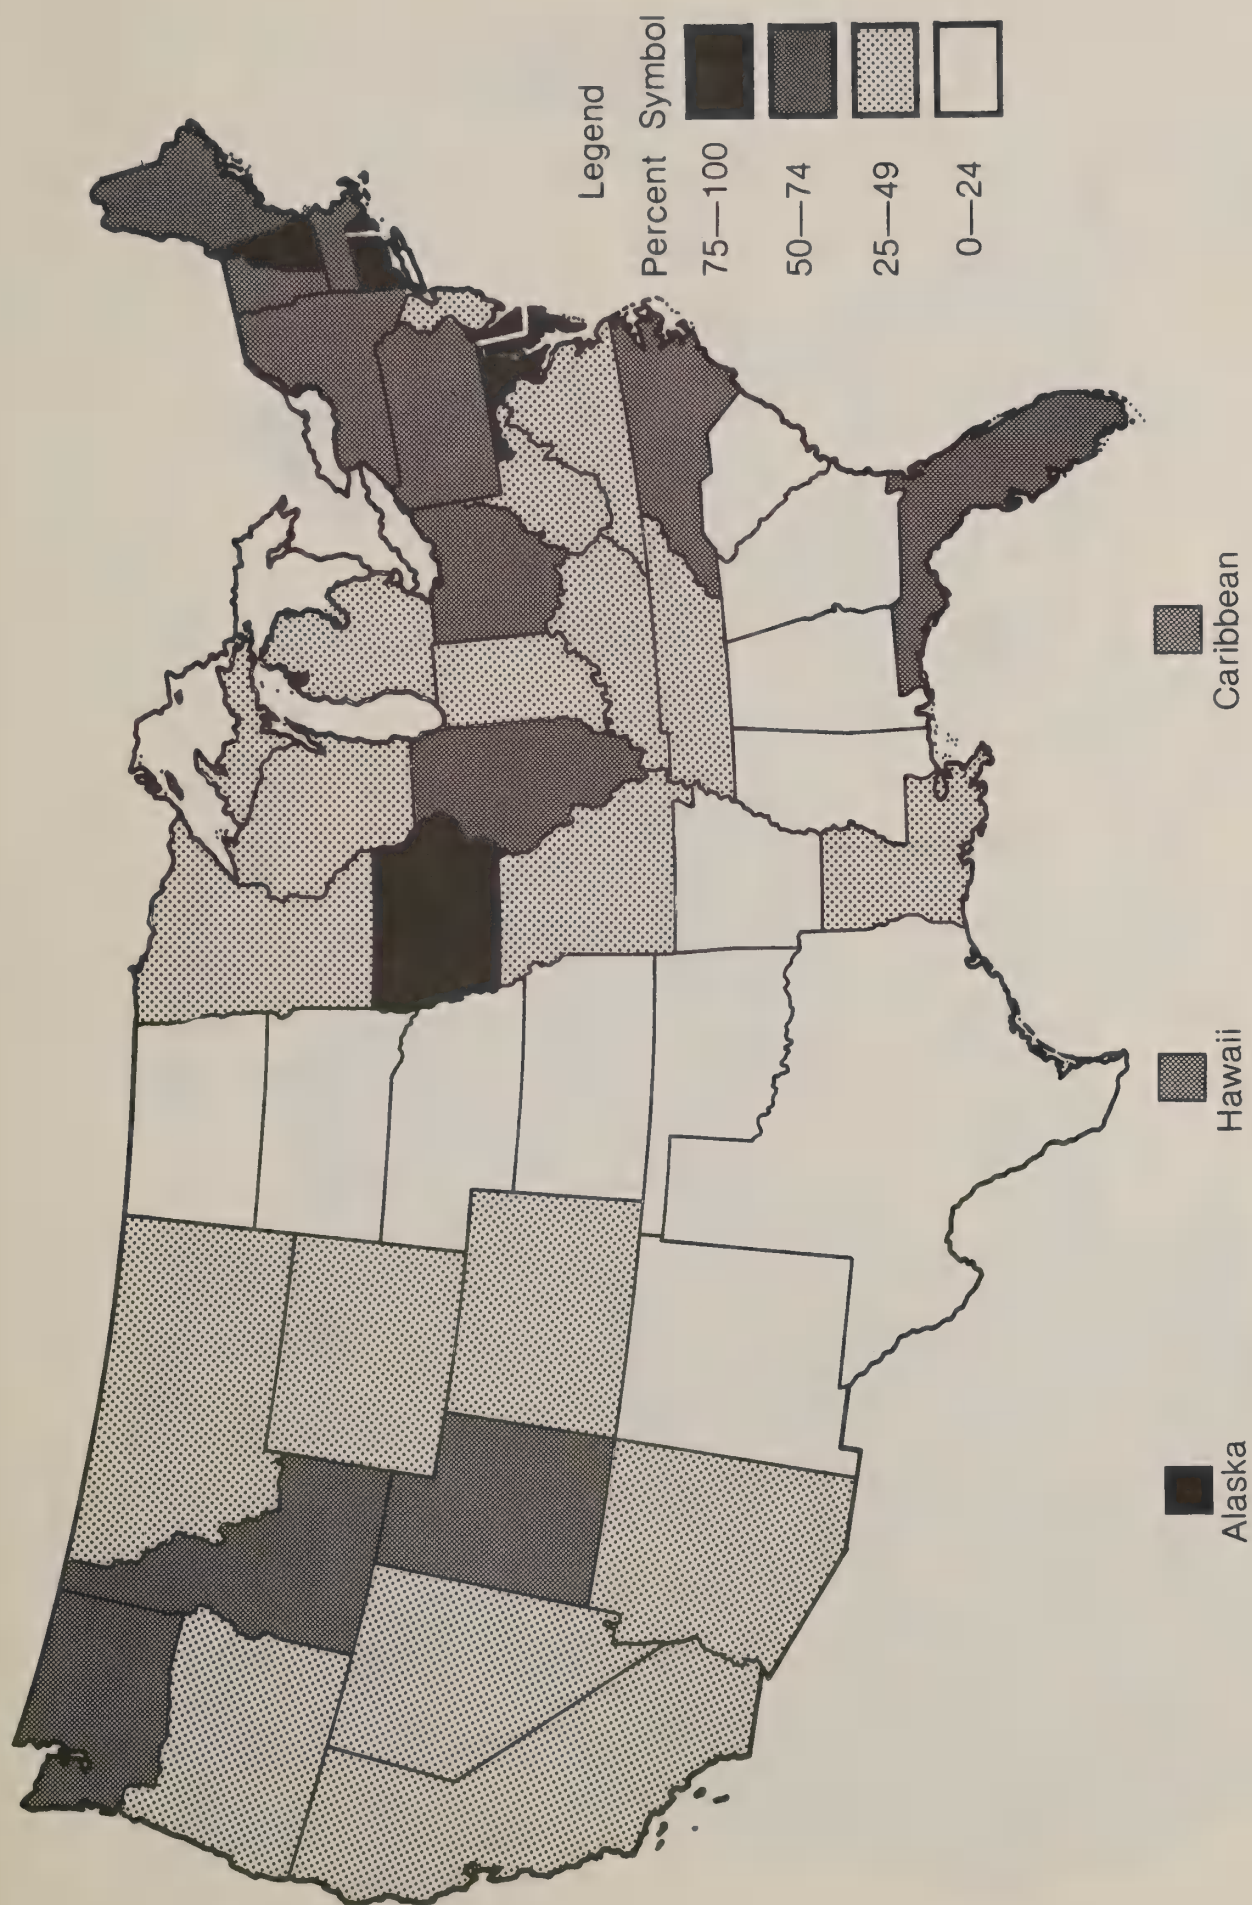 Legend
Percent Symbol
75—100
50—74
25—49
0—24
Alaska
Hawaii
Caribbean